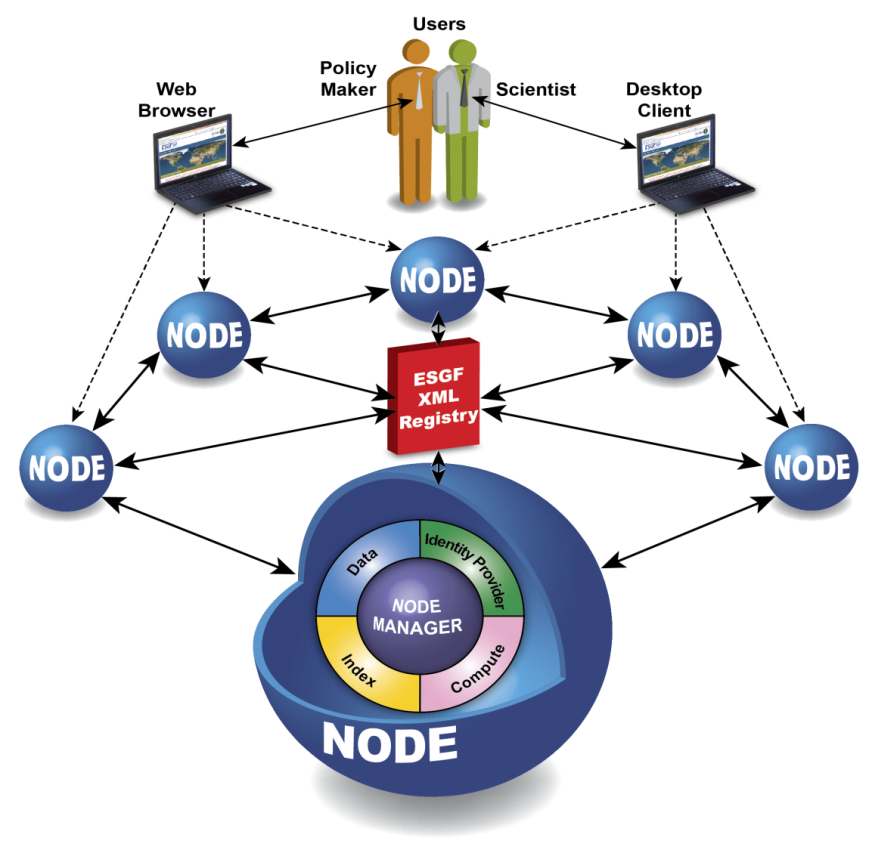 Users
Policy
Maker
Scientist
Web
Browser
Desktop
Client
ESGF
NODE
NODE
NODE
ESGF
XML
Registry
NODE
NODE
Data
Identity Provider
NODE
MANAGER
Index
Compute
NODE